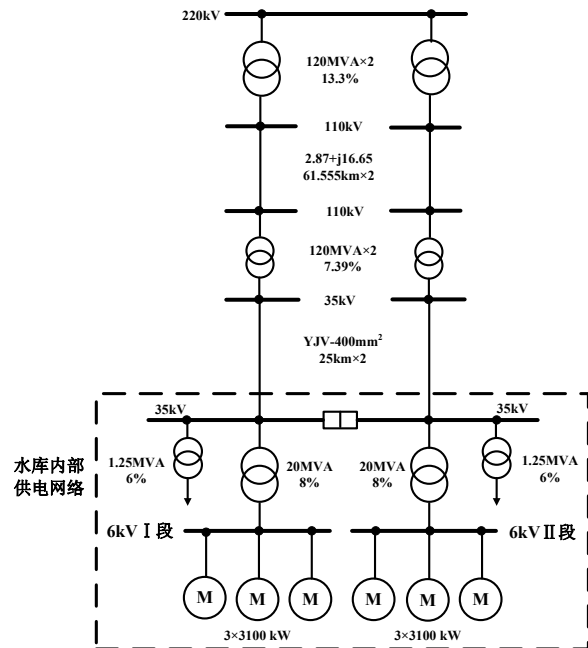 220kV
120MVA×2
13.3%
110kV
2.87+j16.65
61.555km×2
110kV
120MVA×2
7.39%
35kV
YJV-400mm²
25km×2
35kV
35kV
水库内部
供电网络
1.25MVA
6%
20MVA
8%
20MVA
8%
1.25MVA
6%
6kVⅠ段
6kVⅡ段
M
M
M
M
M
M
3×3100 kW
3×3100 kW